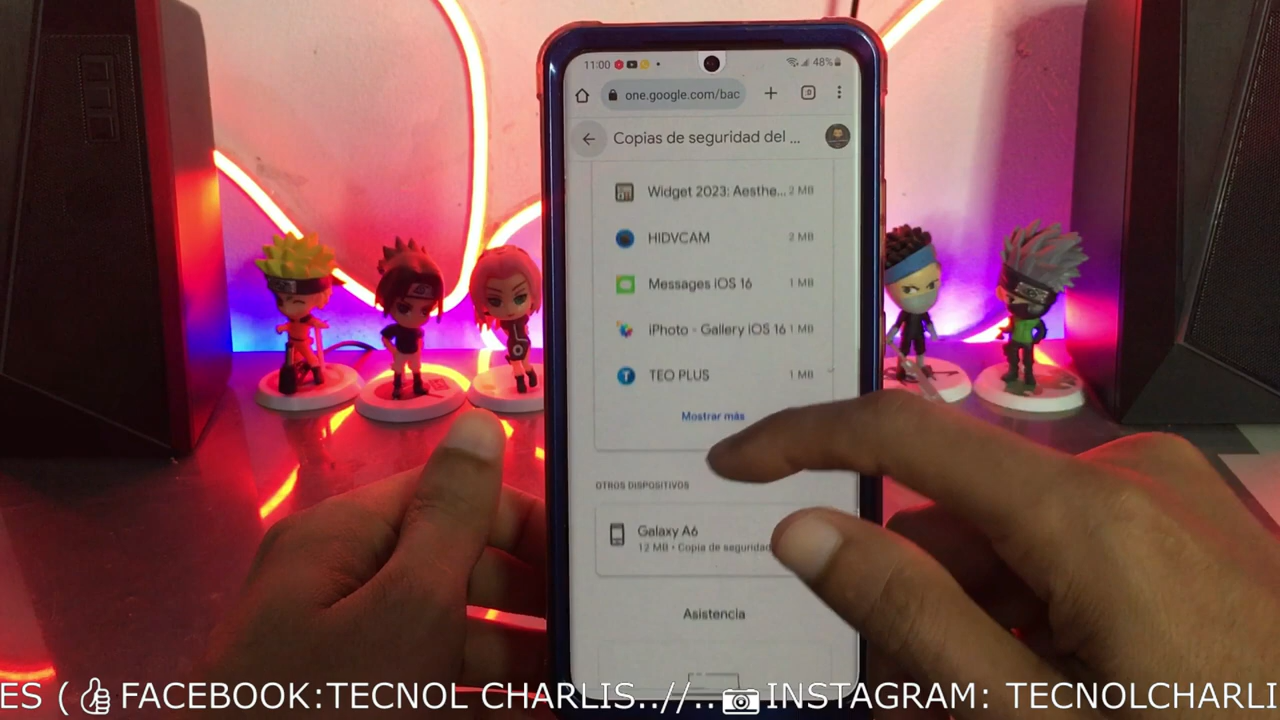 11:00 48%
one.google.com/bac
Copias de seguridad del ...
Widget 2023: Aesthe... 2 MB
HIDVCAM 2 MB
Messages iOS 16 1 MB
iPhoto - Gallery iOS 16 1 MB
TEO PLUS 1 MB
Mostrar más
OTROS DISPOSITIVOS
Galaxy A6
12 MB • Copia de seguridad
Asistencia
ES ( FACEBOOK:TECNOL CHARLIS..//.. INSTAGRAM: TECNOLCHARLI